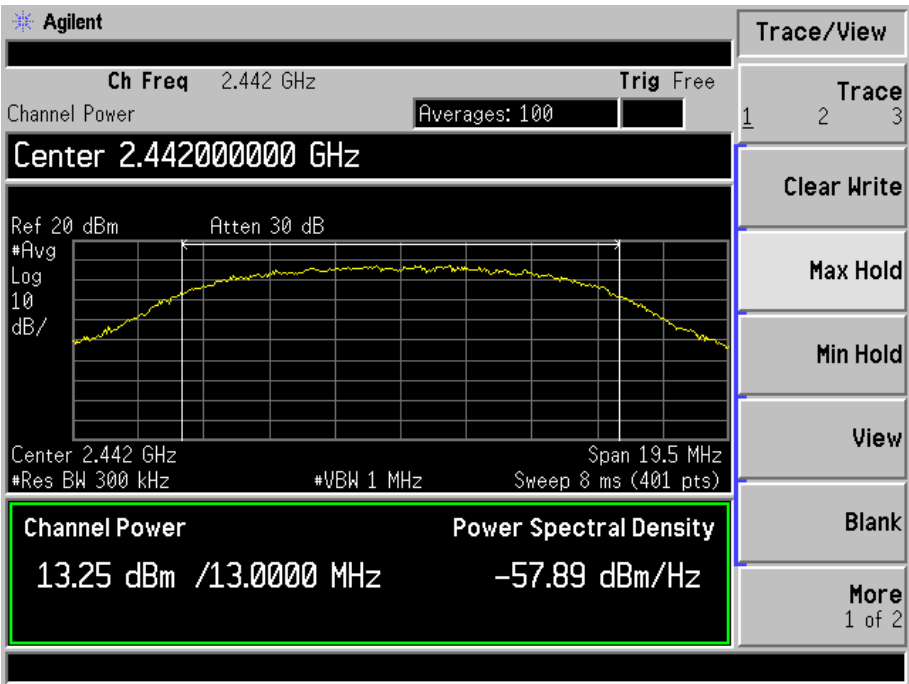 Agilent
Ch Freq 2.442 GHz Trig Free
Channel Power Averages: 100
Center 2.442000000 GHz
Ref 20 dBm Atten 30 dB
#Avg
Log
10
dB/
Center 2.442 GHz Span 19.5 MHz
#Res BW 300 kHz #VBW 1 MHz Sweep 8 ms (401 pts)
Channel Power Power Spectral Density
13.25 dBm /13.0000 MHz -57.89 dBm/Hz
Trace/View
Trace
1 2 3
Clear Write
Max Hold
Min Hold
View
Blank
More
1 of 2